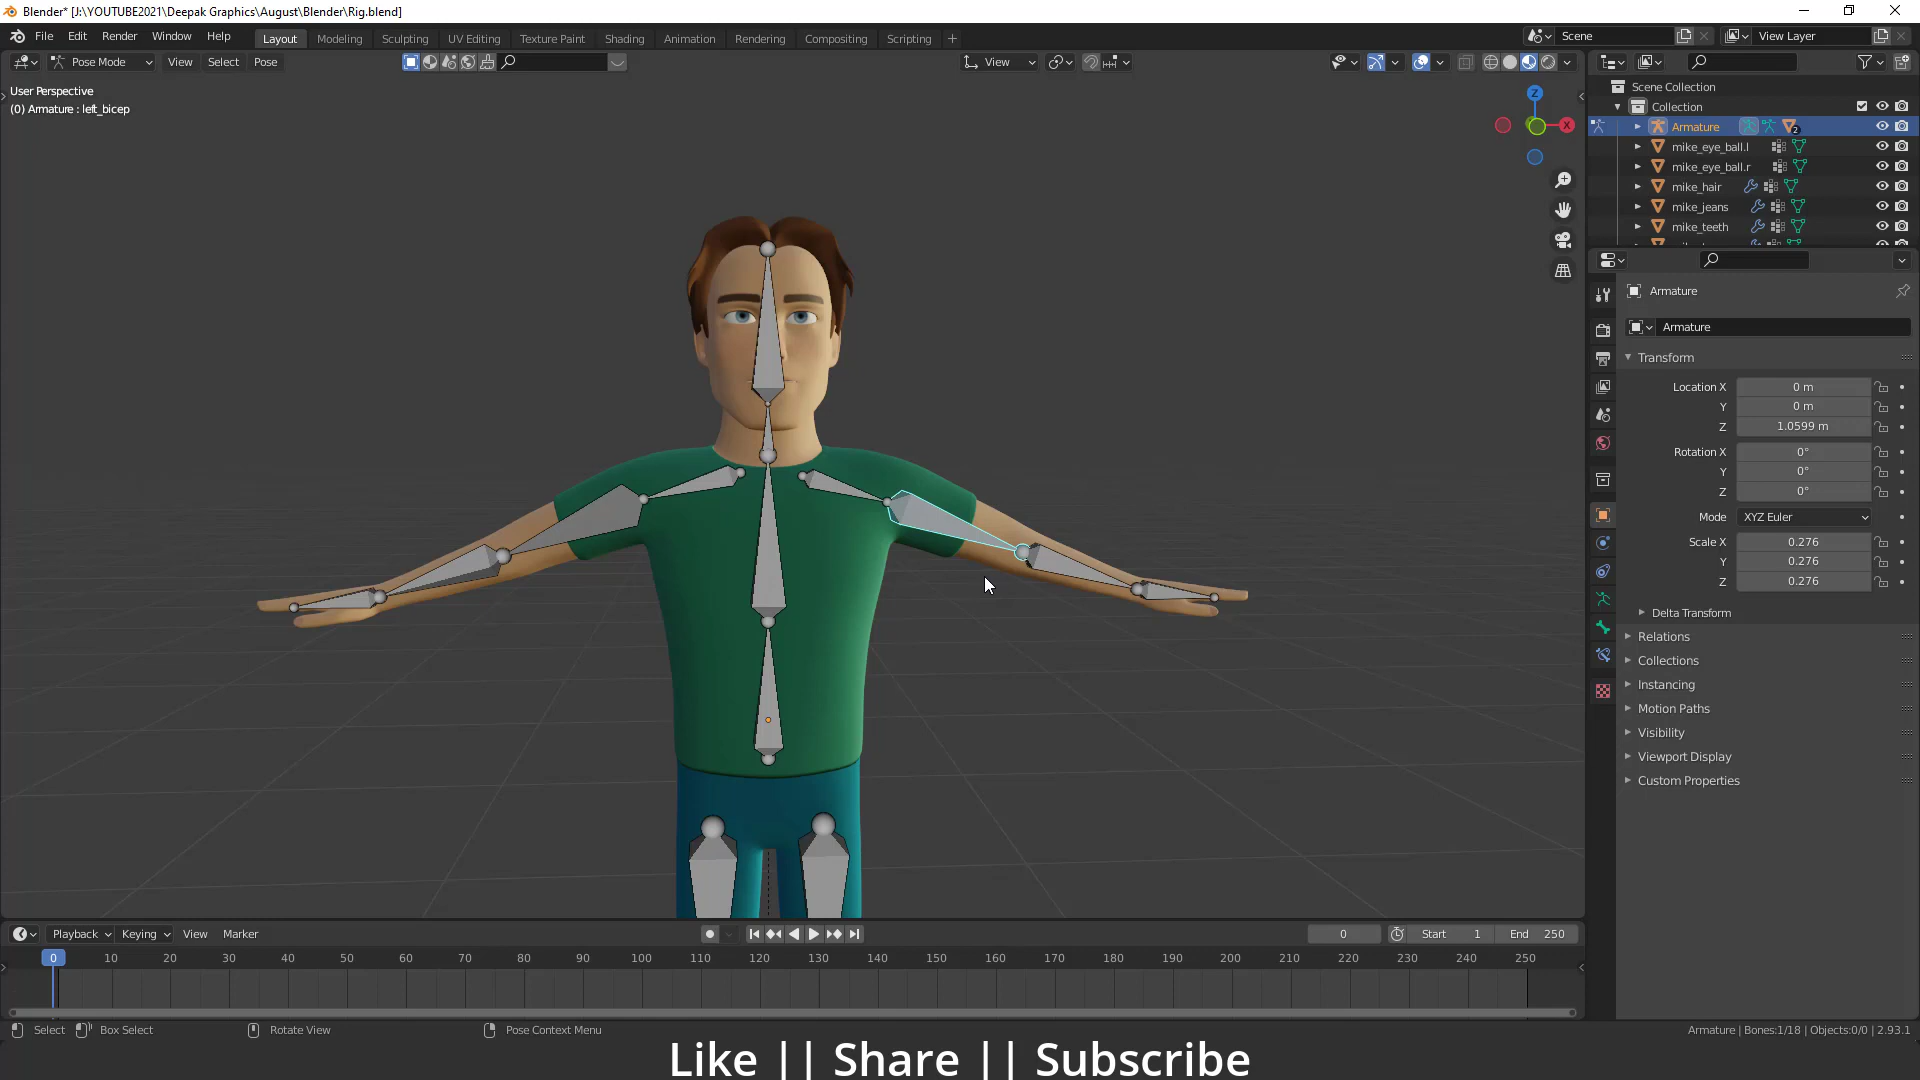 Blender* [J:\YOUTUBE2021\Deepak Graphics\August\Blender\Rig.blend]
File Edit Render Window Help
Layout Modeling Sculpting UV Editing Texture Paint Shading Animation Rendering Compositing Scripting +
Scene
View Layer
Pose Mode View Select Pose
View
User Perspective
(0) Armature : left_bicep
Z
X
Scene Collection
Collection
Armature
2
mike_eye_ball.l
mike_eye_ball.r
mike_hair
mike_jeans
mike_teeth
Armature
Armature
Transform
Location X 0 m
Y 0 m
Z 1.0599 m
Rotation X 0°
Y 0°
Z 0°
Mode XYZ Euler
Scale X 0.276
Y 0.276
Z 0.276
Delta Transform
Relations
Collections
Instancing
Motion Paths
Visibility
Viewport Display
Custom Properties
Playback Keying View Marker
0 Start 1 End 250
0 10 20 30 40 50 60 70 80 90 100 110 120 130 140 150 160 170 180 190 200 210 220 230 240 250
Select Box Select Rotate View Pose Context Menu
Armature | Bones:1/18 | Objects:0/0 | 2.93.1
Like || Share || Subscribe